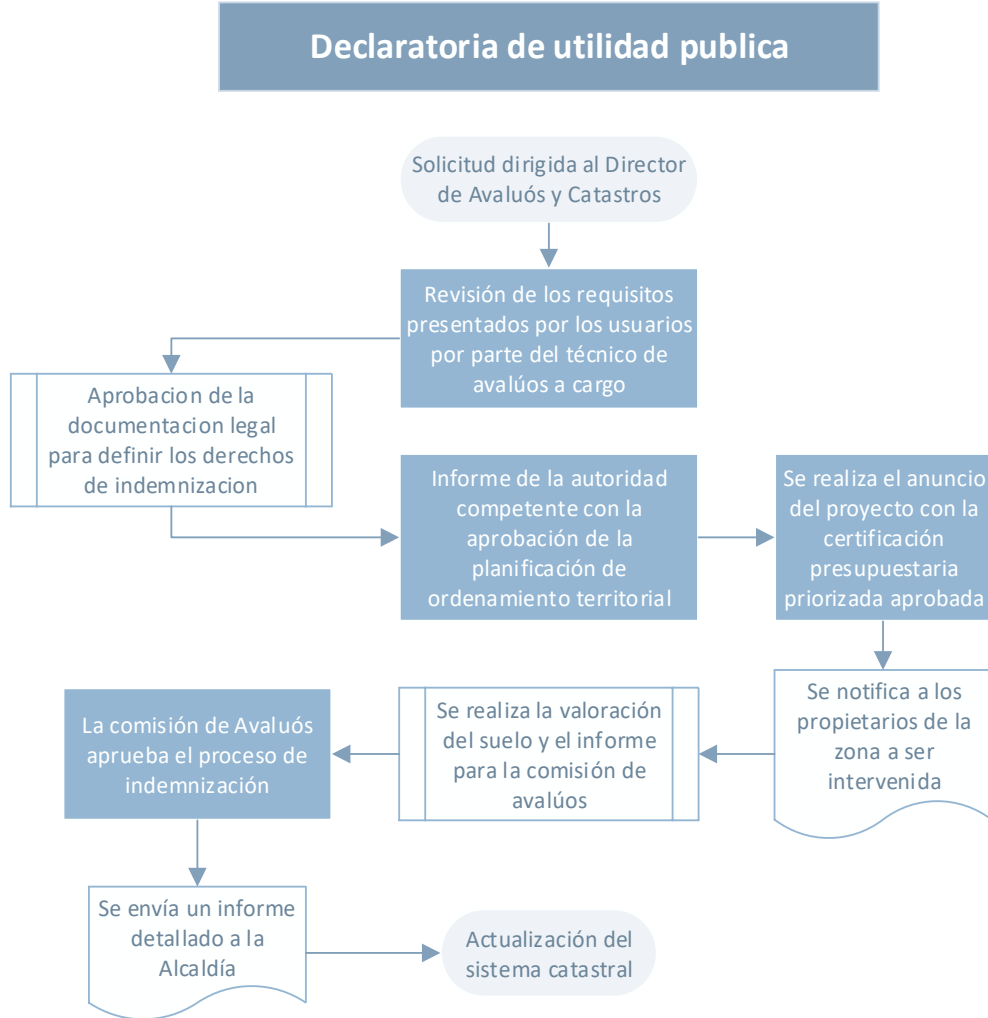 Declaratoria de utilidad publica
Solicitud dirigida al Director
de Avaluós y Catastros
Revisión de los requisitos
presentados por los usuarios
por parte del técnico de
avalúos a cargo
Aprobacion de la
documentacion legal
para definir los derechos
de indemnizacion
Informe de la autoridad
competente con la
aprobación de la
planificación de
ordenamiento territorial
Se realiza el anuncio
del proyecto con la
certificación
presupuestaria
priorizada aprobada
Se notifica a los
propietarios de la
zona a ser
intervenida
Se realiza la valoración
del suelo y el informe
para la comisión de
avalúos
La comisión de Avaluós
aprueba el proceso de
indemnización
Se envía un informe
detallado a la
Alcaldía
Actualización del
sistema catastral